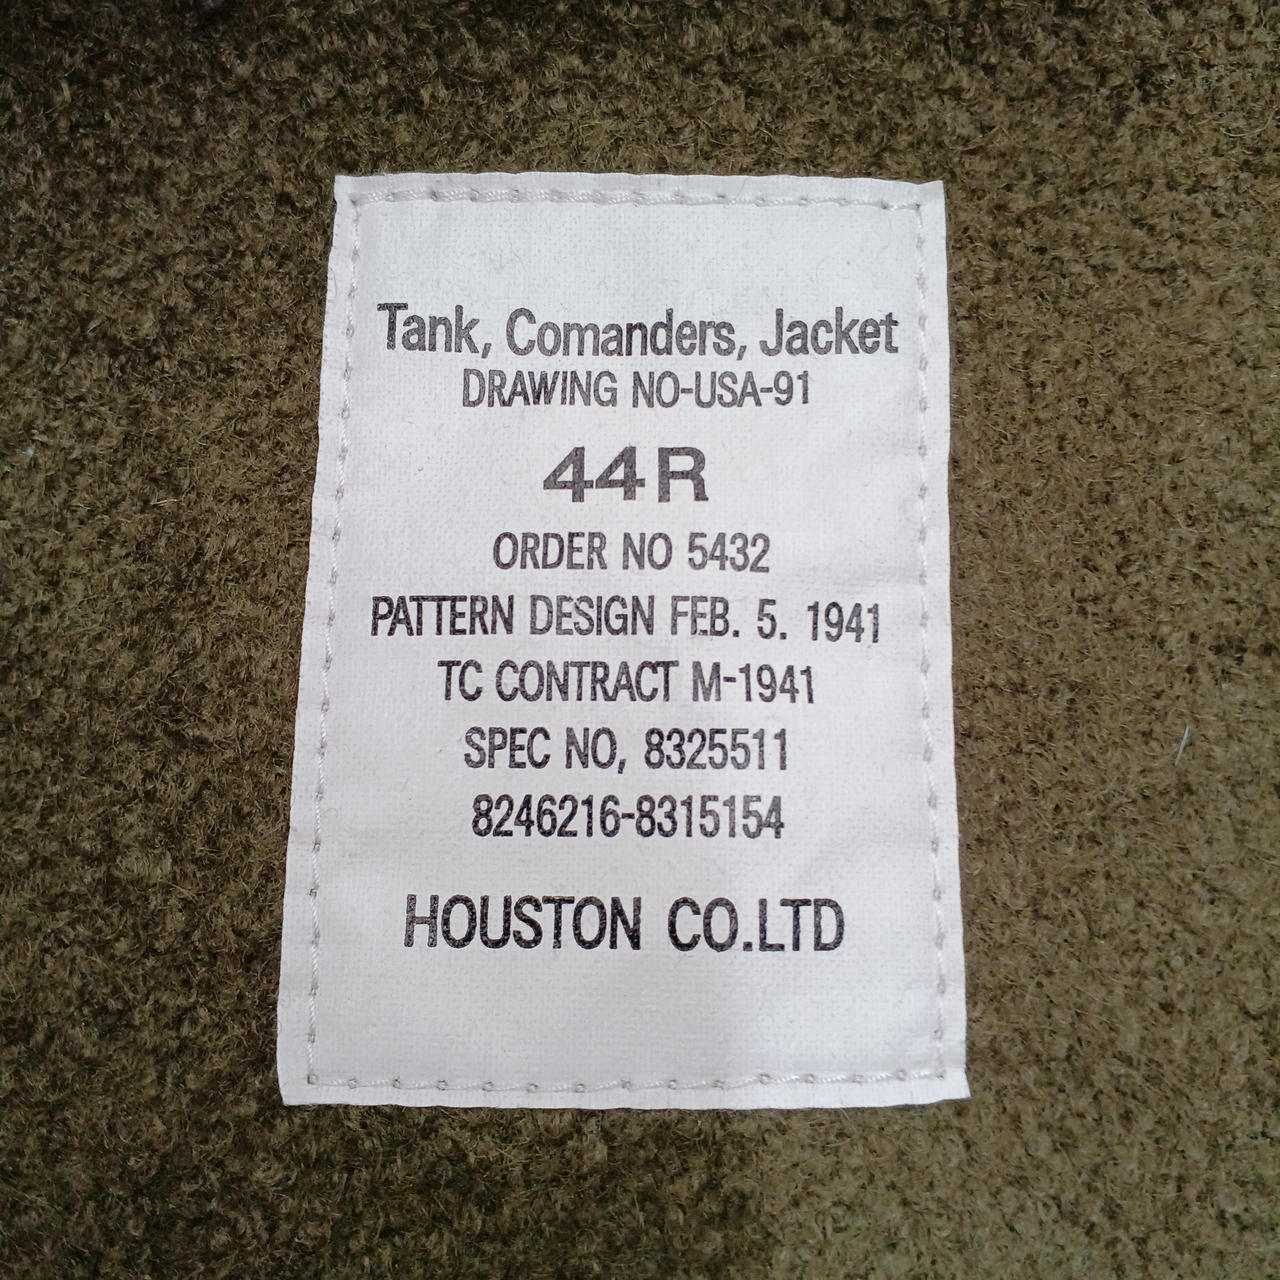 Tank, Comanders, Jacket
DRAWING NO-USA-91
44R
ORDER NO 5432
PATTERN DESIGN FEB. 5. 1941
TC CONTRACT M-1941
SPEC NO, 8325511
8246216-8315154
HOUSTON CO.LTD